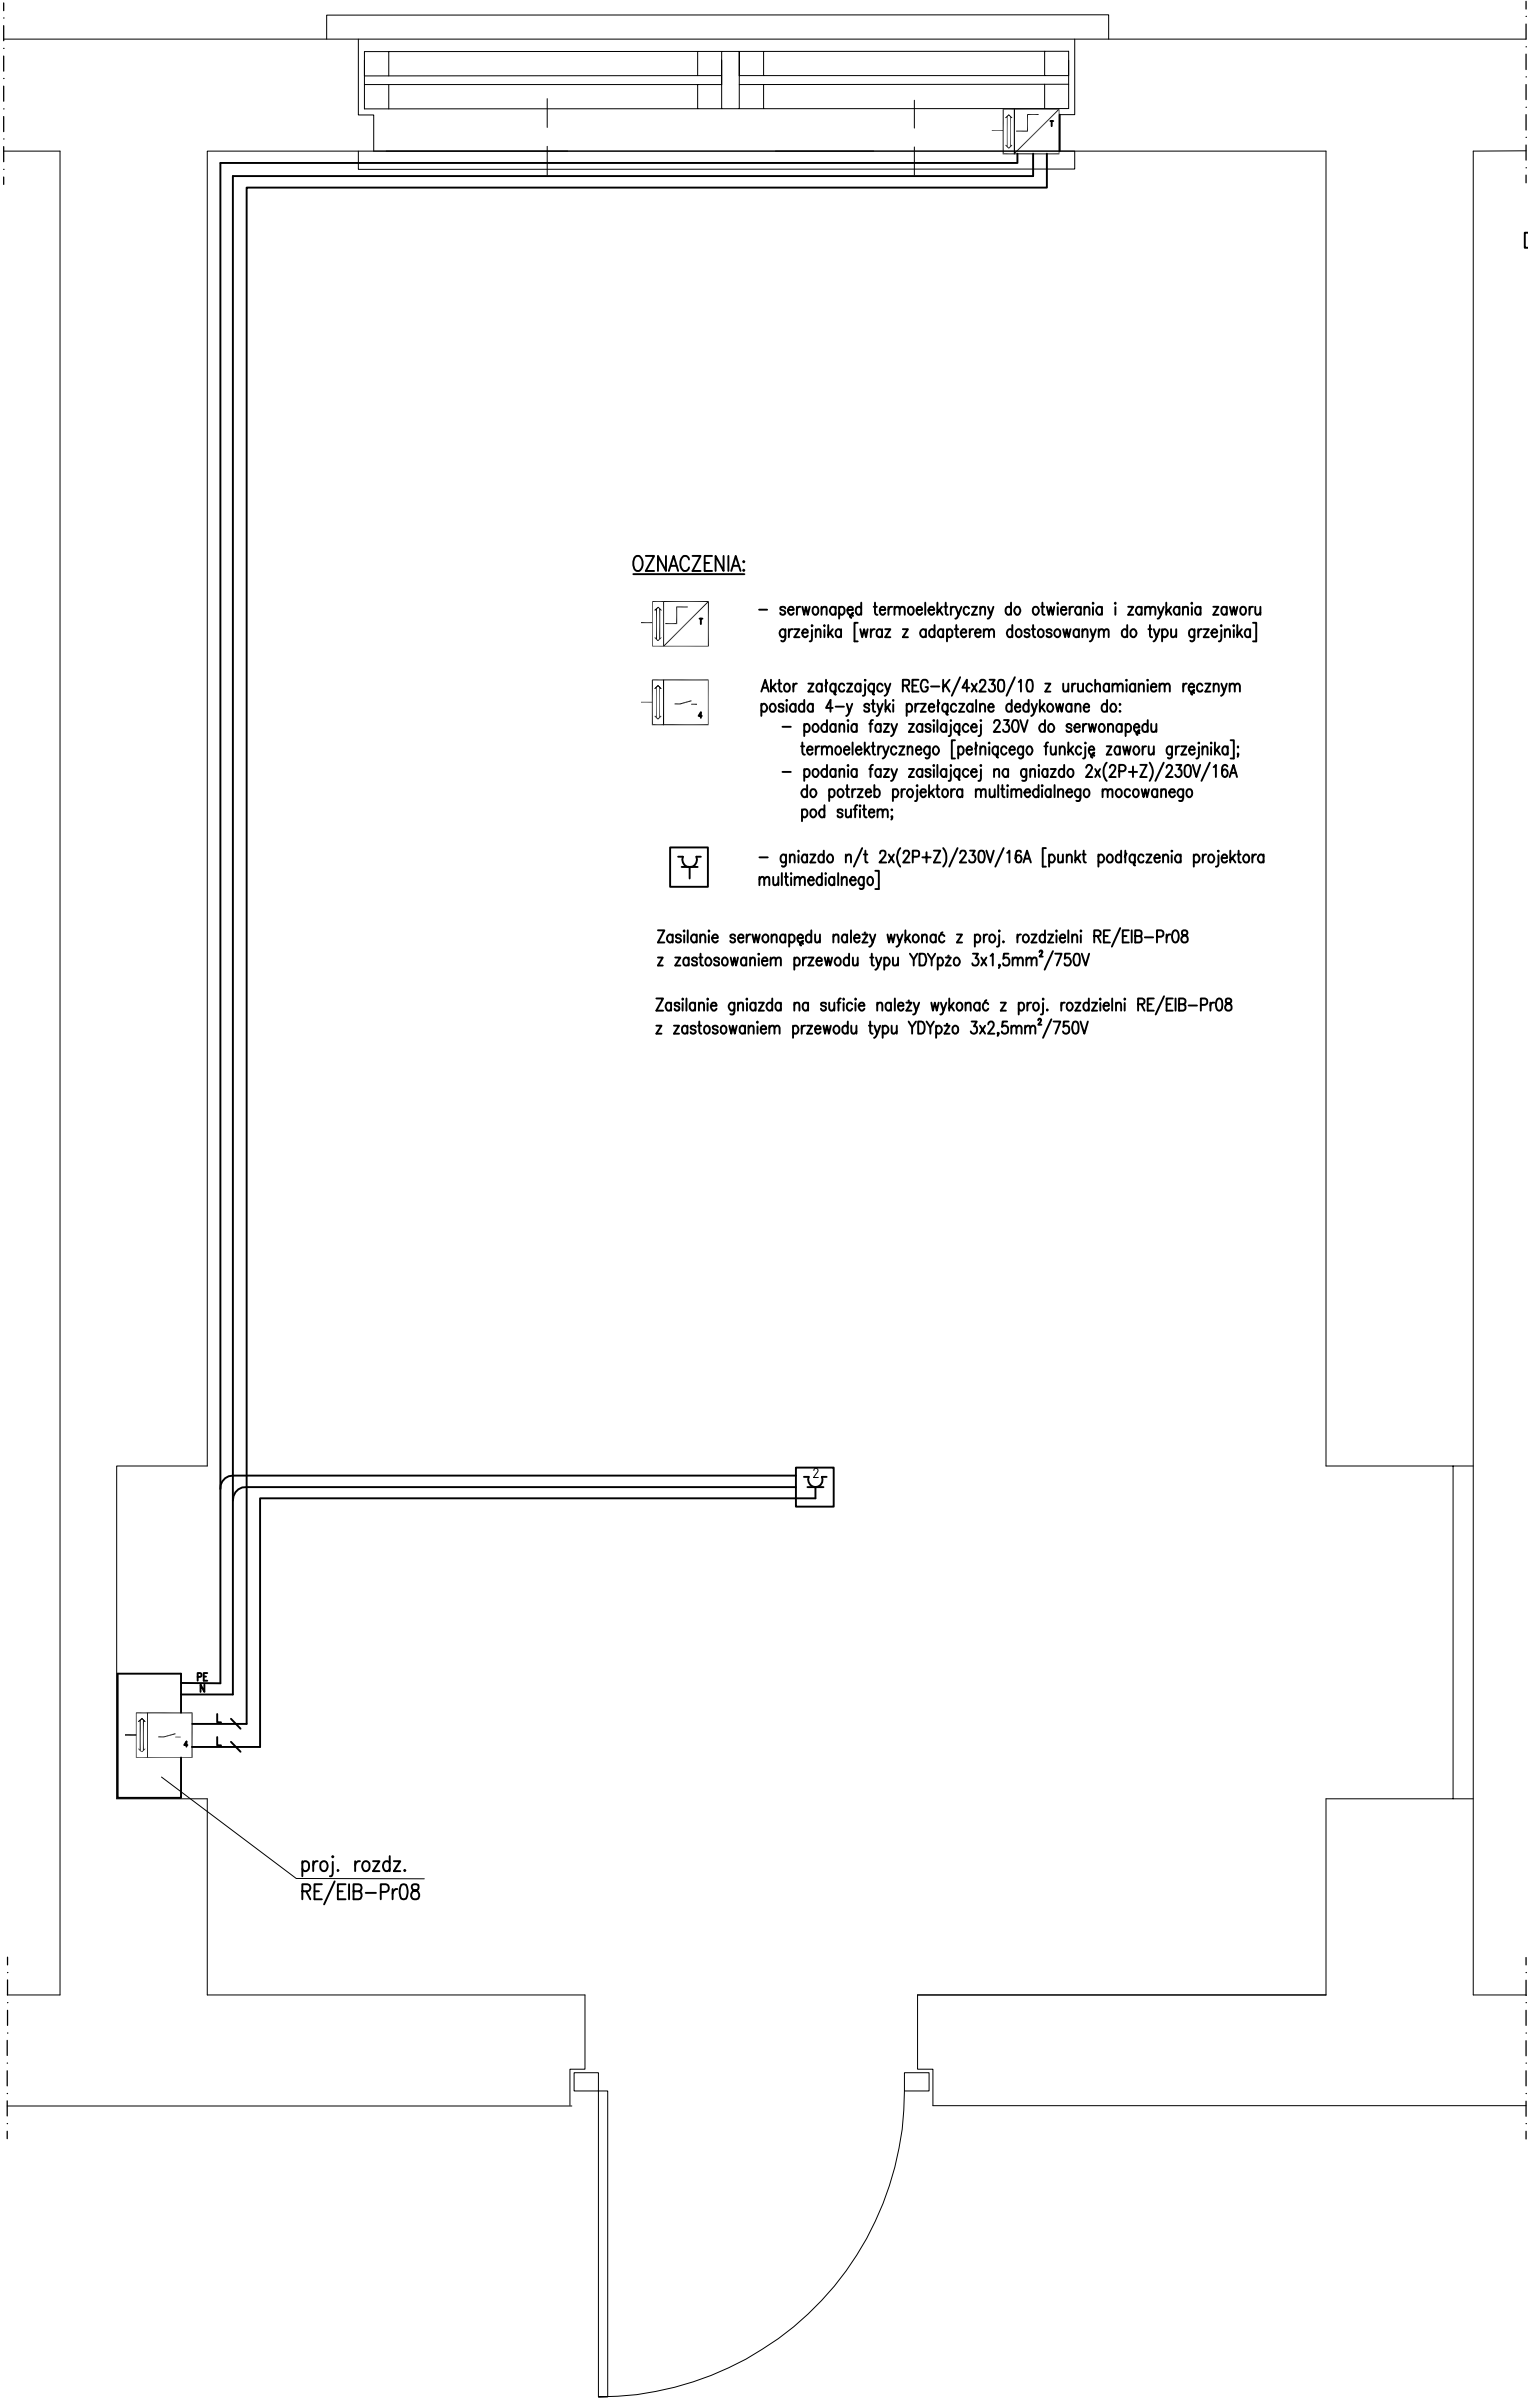 T
OZNACZENIA:
T
– serwonapęd termoelektryczny do otwierania i zamykania zaworu
grzejnika [wraz z adapterem dostosowanym do typu grzejnika]
4
Aktor załączający REG–K/4x230/10 z uruchamianiem ręcznym
posiada 4–y styki przełączalne dedykowane do:
– podania fazy zasilającej 230V do serwonapędu
termoelektrycznego [pełniącego funkcję zaworu grzejnika];
– podania fazy zasilającej na gniazdo 2x(2P+Z)/230V/16A
do potrzeb projektora multimedialnego mocowanego
pod sufitem;
– gniazdo n/t 2x(2P+Z)/230V/16A [punkt podłączenia projektora
multimedialnego]
Zasilanie serwonapędu należy wykonać z proj. rozdzielni RE/EIB–Pr08
z zastosowaniem przewodu typu YDYpżo 3x1,5mm²/750V
Zasilanie gniazda na suficie należy wykonać z proj. rozdzielni RE/EIB–Pr08
z zastosowaniem przewodu typu YDYpżo 3x2,5mm²/750V
2
PE
N
L
L
4
proj. rozdz.
RE/EIB–Pr08